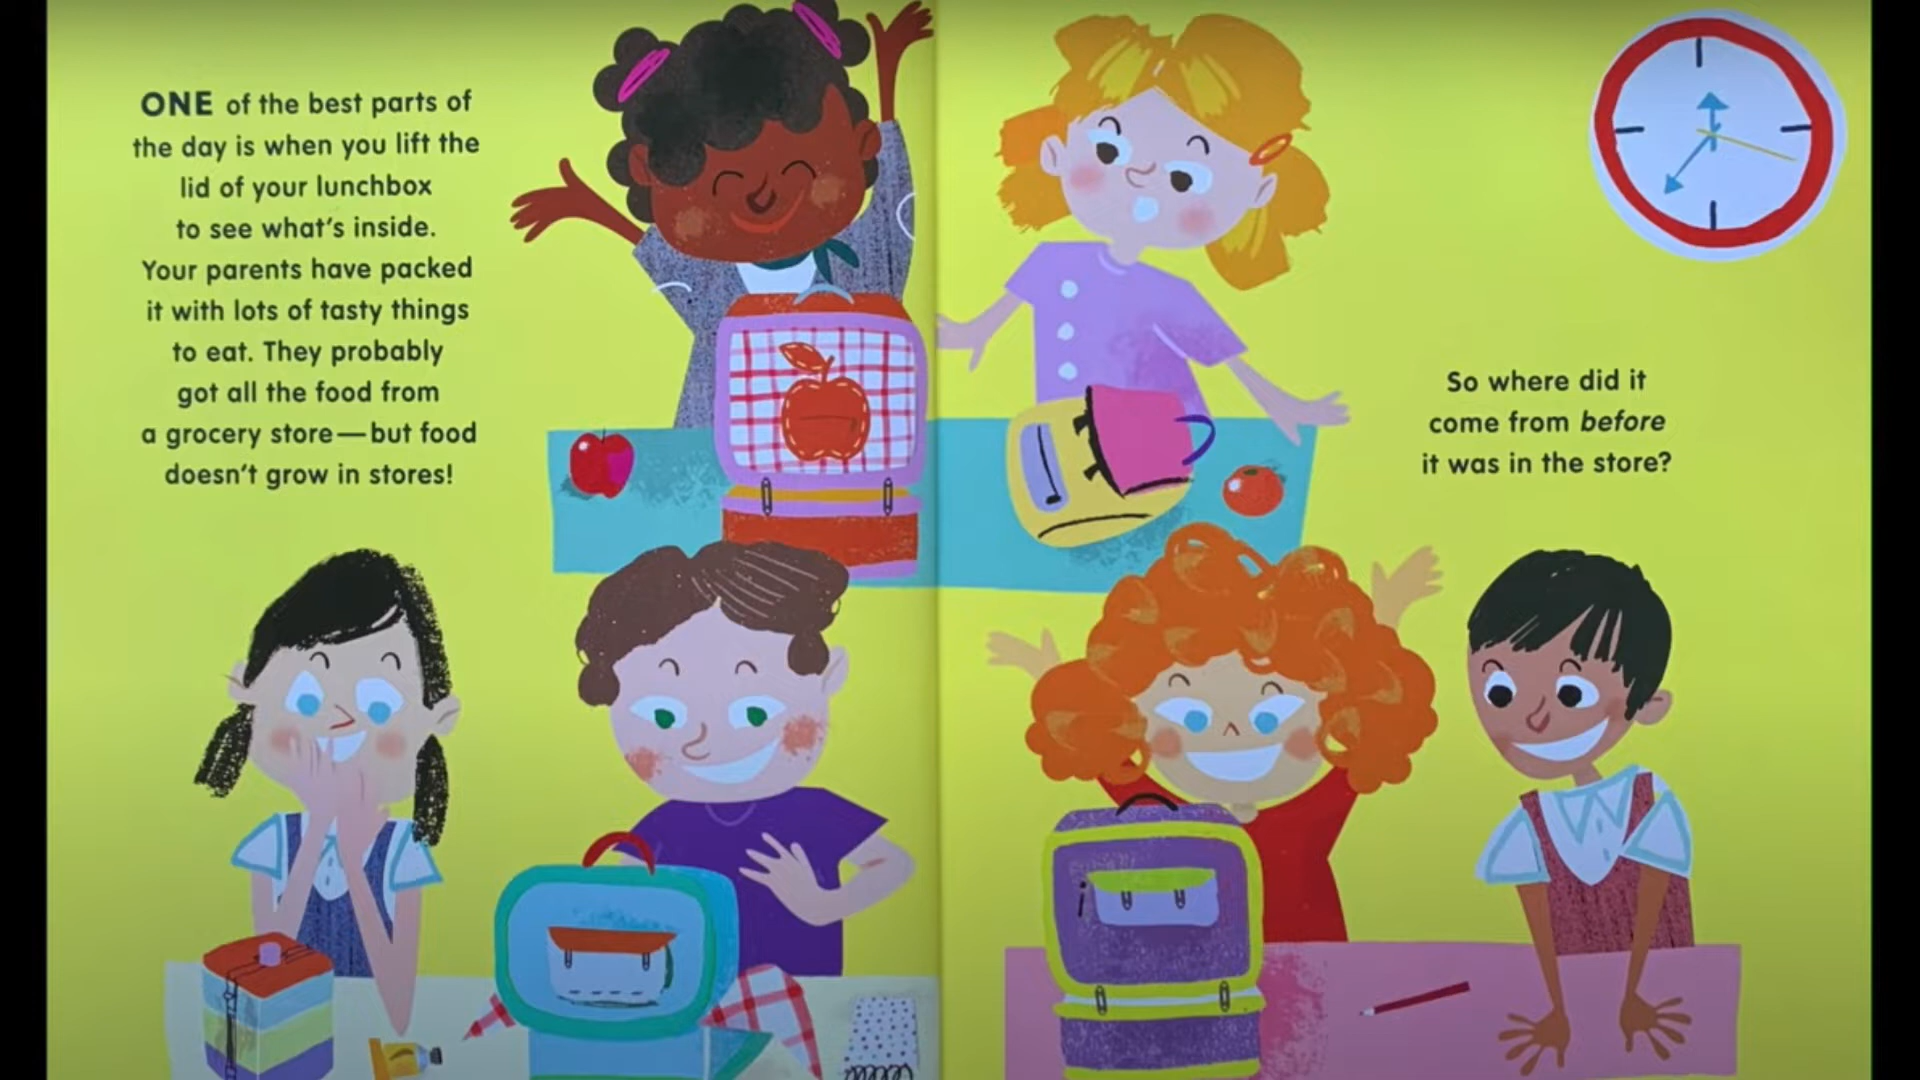 ONE of the best parts of
the day is when you lift the
lid of your lunchbox
to see what's inside.
Your parents have packed
it with lots of tasty things
to eat. They probably
got all the food from
a grocery store—but food
doesn't grow in stores!
So where did it
come from before
it was in the store?